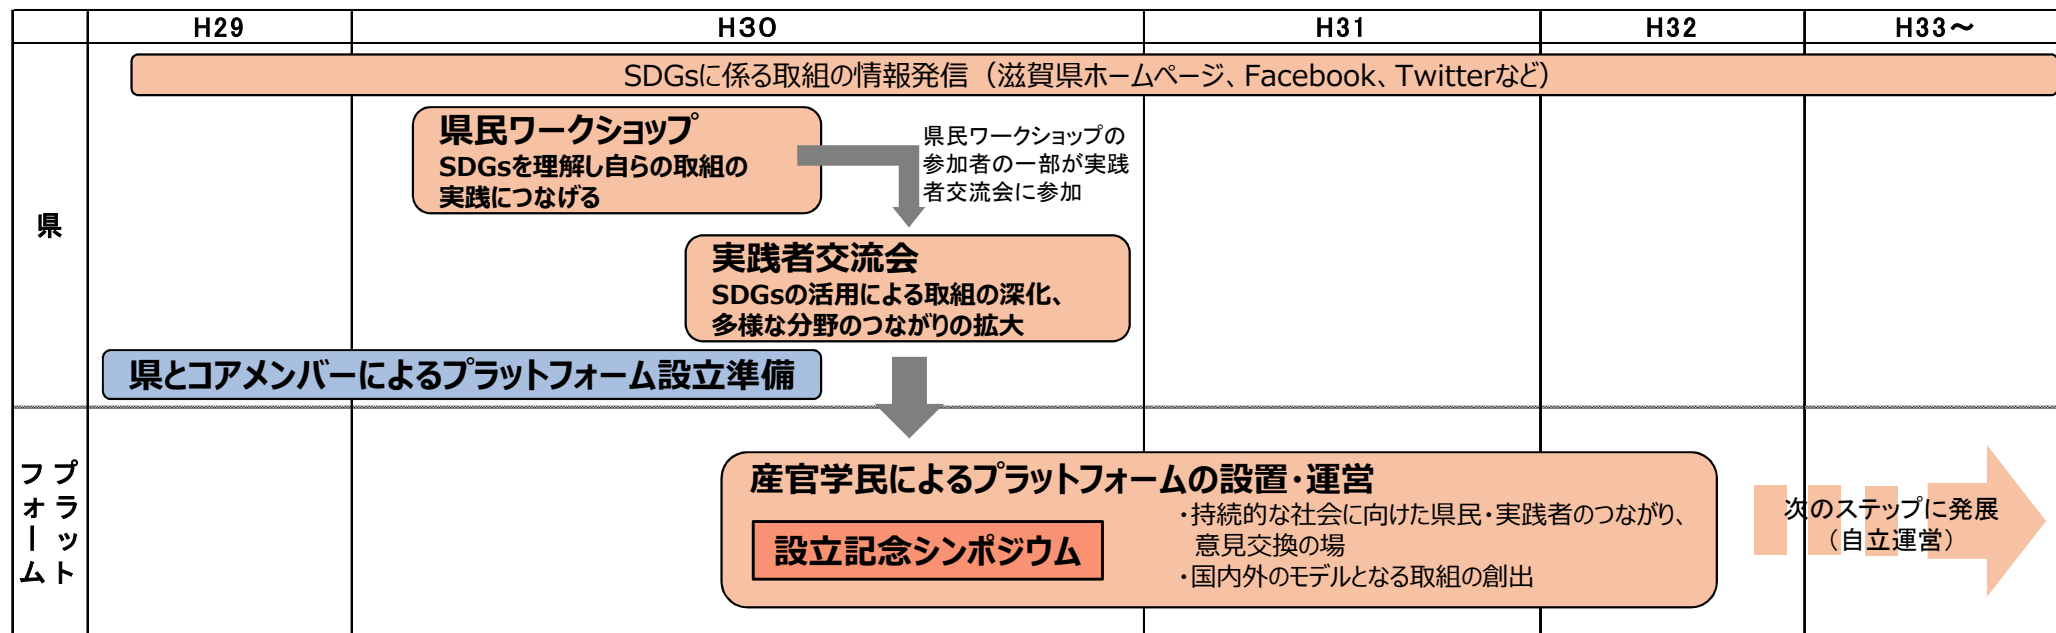 H29
H30
H31
H32
H33～
県
SDGsに係る取組の情報発信（滋賀県ホームページ、Facebook、Twitterなど）
県民ワークショップ
SDGsを理解し自らの取組の
実践につなげる
県民ワークショップの
参加者の一部が実践
者交流会に参加
実践者交流会
SDGsの活用による取組の深化、
多様な分野のつながりの拡大
県とコアメンバーによるプラットフォーム設立準備
プラット
フォーム
産官学民によるプラットフォームの設置・運営
設立記念シンポジウム
・持続的な社会に向けた県民・実践者のつながり、
意見交換の場
・国内外のモデルとなる取組の創出
次のステップに発展
（自立運営）